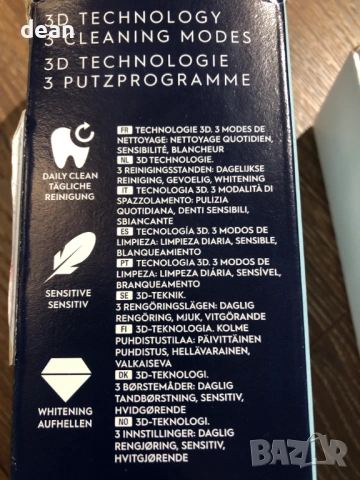 dean
3D TECHNOLOGY
3 CLEANING MODES
3D TECHNOLOGIE
3 PUTZPROGRAMME
DAILY CLEAN
TÄGLICHE
REINIGUNG
SENSITIVE
SENSITIV
WHITENING
AUFHELLEN
FR TECHNOLOGIE 3D. 3 MODES DE
NETTOYAGE: NETTOYAGE QUOTIDIEN,
SENSIBILITÉ, BLANCHEUR
NL 3D TECHNOLOGIE.
3 REINIGINGSSTANDEN: DAGELIJKSE
REINIGING, GEVOELIG, WHITENING
IT TECNOLOGIA 3D. 3 MODALITÀ DI
SPAZZOLAMENTO: PULIZIA
QUOTIDIANA, DENTI SENSIBILI,
SBIANCANTE
ES TECNOLOGÍA 3D. 3 MODOS DE
LIMPIEZA: LIMPIEZA DIARIA, SENSIBLE,
BLANQUEAMIENTO
PT TECNOLOGIA 3D. 3 MODOS DE
LIMPEZA: LIMPEZA DIÁRIA, SENSÍVEL,
BRANQUEAMENTO
SE 3D-TEKNIK.
3 RENGÖRINGSLÄGEN: DAGLIG
RENGÖRING, MJUK, VITGÖRANDE
FI 3D-TEKNOLOGIA. KOLME
PUHDISTUSTILAA: PÄIVITTÄINEN
PUHDISTUS, HELLÄVARAINEN,
VALKAISEVA
DK 3D-TEKNOLOGI.
3 BØRSTEMÅDER: DAGLIG
TANDBØRSTNING, SENSITIV,
HVIDGØRENDE
NO 3D-TEKNOLOGI.
3 INNSTILLINGER: DAGLIG
RENGJØRING, SENSITIV,
HVITGJØRENDE
BAZAR
bg